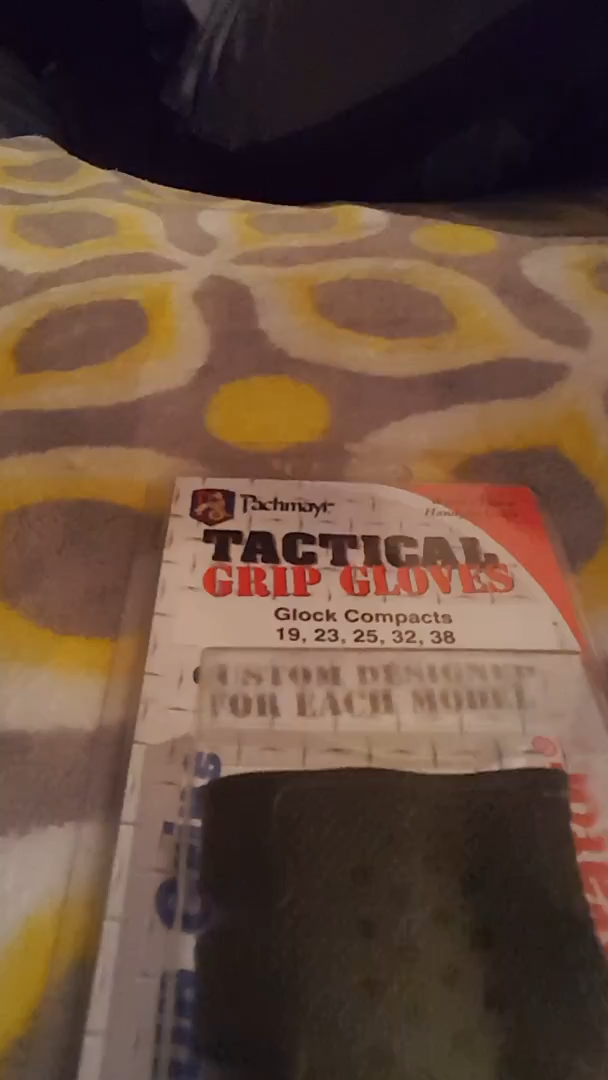 Pachmayr
TACTICAL
GRIP GLOVES
Glock Compacts
19, 23, 25, 32, 38
CUSTOM DESIGNED
FOR EACH MODEL